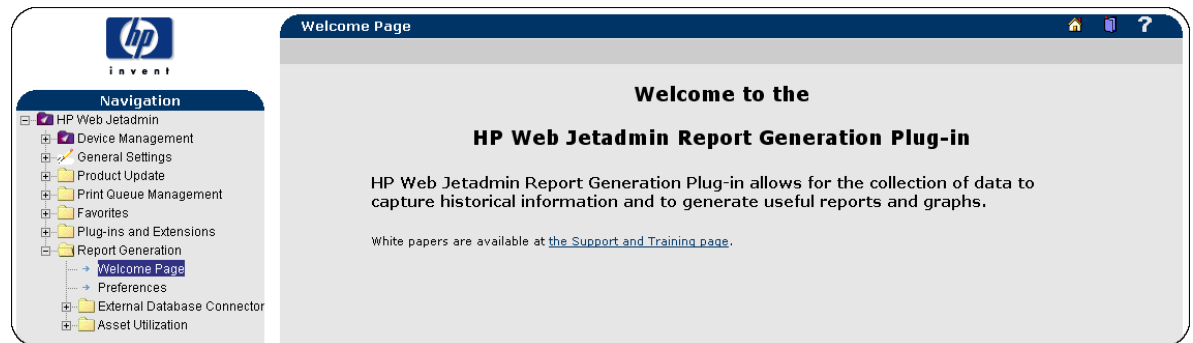 hp
invent
Navigation
HP Web Jetadmin
Device Management
General Settings
Product Update
Print Queue Management
Favorites
Plug-ins and Extensions
Report Generation
Welcome Page
Preferences
External Database Connector
Asset Utilization
Welcome Page
?
Welcome to the
HP Web Jetadmin Report Generation Plug-in
HP Web Jetadmin Report Generation Plug-in allows for the collection of data to
capture historical information and to generate useful reports and graphs.
White papers are available at the Support and Training page.